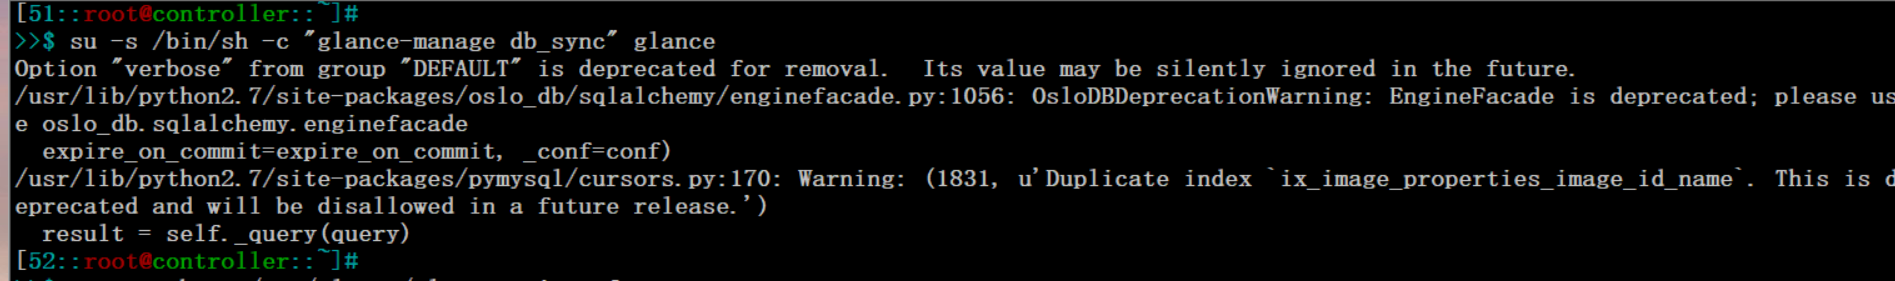 [51::root@controller::~]#
>>$ su -s /bin/sh -c "glance-manage db_sync" glance
Option "verbose" from group "DEFAULT" is deprecated for removal.  Its value may be silently ignored in the future.
/usr/lib/python2.7/site-packages/oslo_db/sqlalchemy/enginefacade.py:1056: OsloDBDeprecationWarning: EngineFacade is deprecated; please us
e oslo_db.sqlalchemy.enginefacade
  expire_on_commit=expire_on_commit, _conf=conf)
/usr/lib/python2.7/site-packages/pymysql/cursors.py:170: Warning: (1831, u'Duplicate index `ix_image_properties_image_id_name`. This is d
eprecated and will be disallowed in a future release.')
  result = self._query(query)
[52::root@controller::~]#